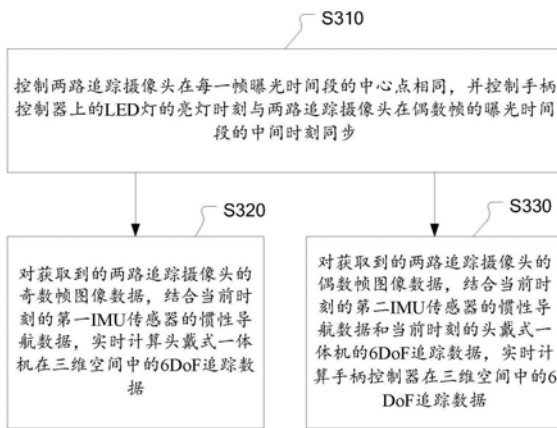 S310
控制两路追踪摄像头在每一帧曝光时间段的中心点相同，并控制手柄
控制器上的LED灯的亮灯时刻与两路追踪摄像头在偶数帧的曝光时间
段的中间时刻同步
S320
对获取到的两路追踪摄像头的
奇数帧图像数据，结合当前时
刻的第一IMU传感器的惯性导
航数据，实时计算头戴式一体
机在三维空间中的6DoF追踪数
据
S330
对获取到的两路追踪摄像头的
偶数帧图像数据，结合当前时
刻的第二IMU传感器的惯性导
航数据和当前时刻的头戴式一
体机的6DoF追踪数据，实时计
算手柄控制器在三维空间中的6
DoF追踪数据